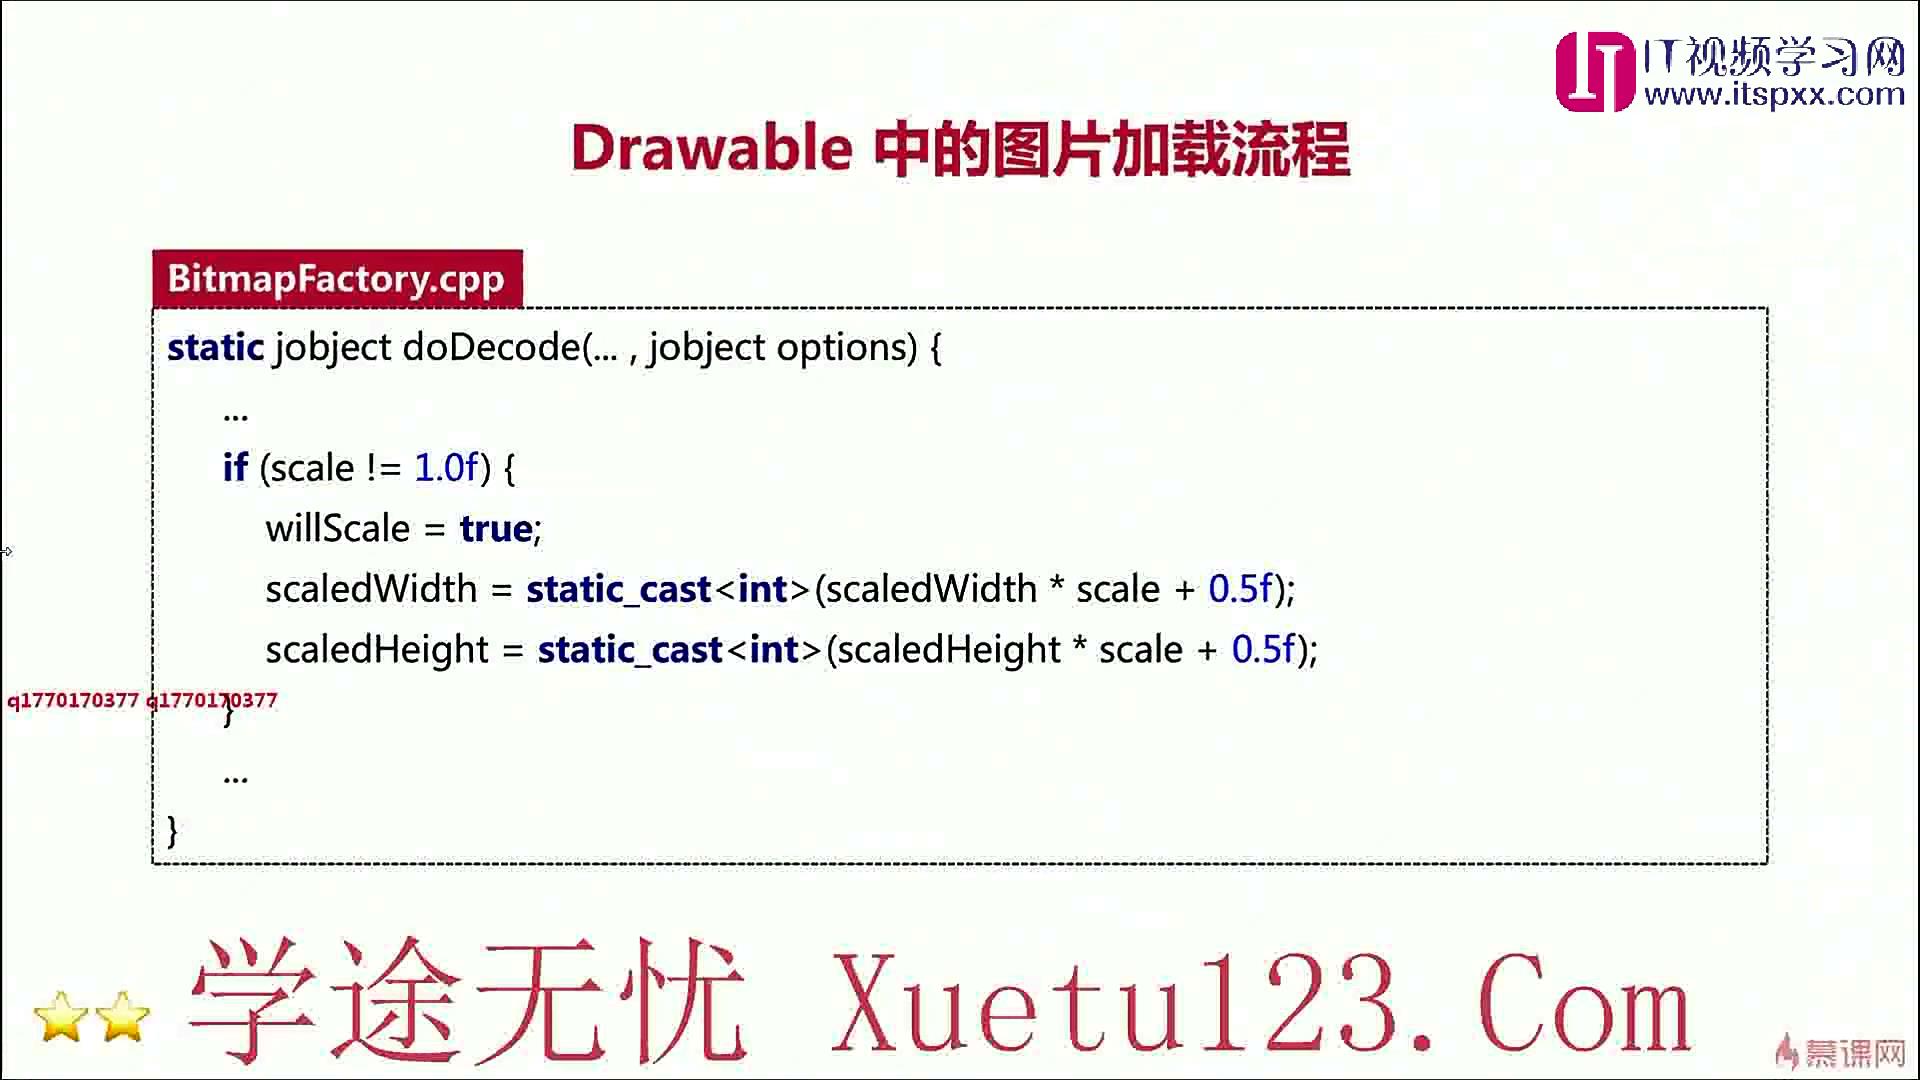 IT视频学习网
www.itspxx.com
Drawable 中的图片加载流程
BitmapFactory.cpp
static jobject doDecode(... , jobject options) {
...
if (scale != 1.0f) {
willScale = true;
scaledWidth = static_cast<int>(scaledWidth * scale + 0.5f);
scaledHeight = static_cast<int>(scaledHeight * scale + 0.5f);
q1770170377 q1770170377
}
...
}
学途无忧 Xuetu123.Com
慕课网